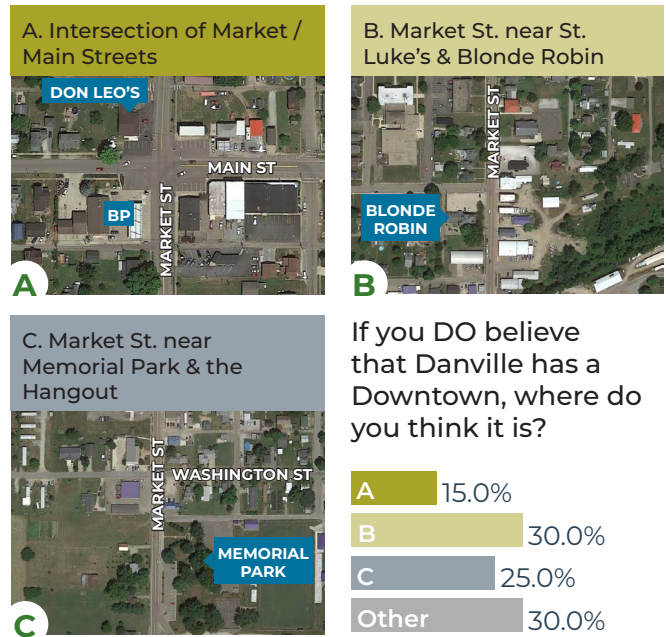 A. Intersection of Market /
Main Streets
DON LEO'S
MAIN ST
MARKET ST
BP
A
B. Market St. near St.
Luke's & Blonde Robin
MARKET ST
BLONDE
ROBIN
B
C. Market St. near
Memorial Park & the
Hangout
MARKET ST
WASHINGTON ST
MEMORIAL
PARK
C
If you DO believe
that Danville has a
Downtown, where do
you think it is?
A 15.0%
B 30.0%
C 25.0%
Other 30.0%